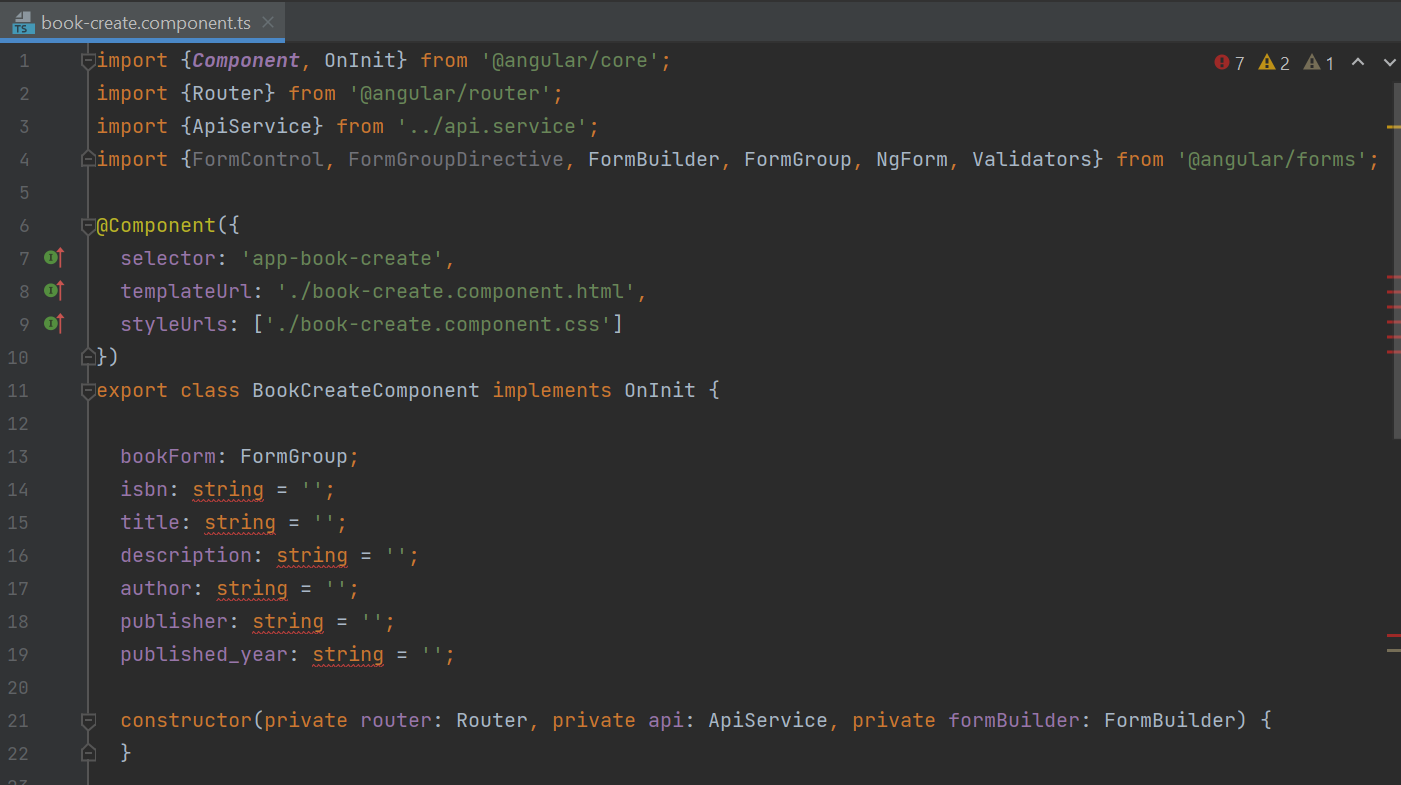 TS book-create.component.ts
7 2 1
1 import {Component, OnInit} from '@angular/core';
2 import {Router} from '@angular/router';
3 import {ApiService} from '../api.service';
4 import {FormControl, FormGroupDirective, FormBuilder, FormGroup, NgForm, Validators} from '@angular/forms';
5
6 @Component({
7   selector: 'app-book-create',
8   templateUrl: './book-create.component.html',
9   styleUrls: ['./book-create.component.css']
10 })
11 export class BookCreateComponent implements OnInit {
12
13   bookForm: FormGroup;
14   isbn: string = '';
15   title: string = '';
16   description: string = '';
17   author: string = '';
18   publisher: string = '';
19   published_year: string = '';
20
21   constructor(private router: Router, private api: ApiService, private formBuilder: FormBuilder) {
22   }